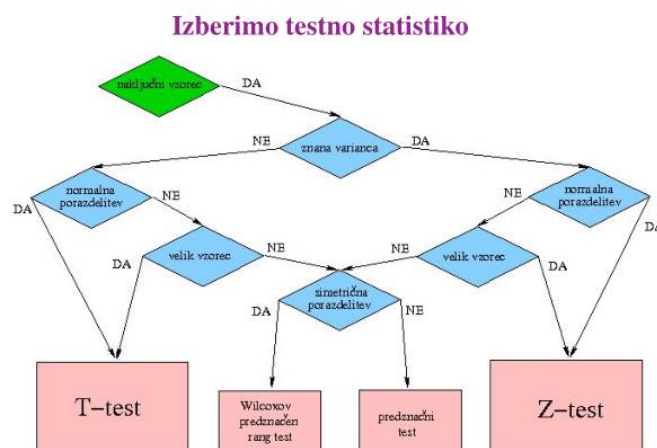 Izberimo testno statistiko
naključni vzorec
DA
NE
znana varianca
DA
normalna
porazdelitev
NE
DA
NE
normalna
porazdelitev
DA
velik vzorec
NE
DA
NE
velik vzorec
DA
zimetrična
porazdelitev
DA
NE
T-test
Wilcoxov
predznačen
rang test
predznačni
test
Z-test